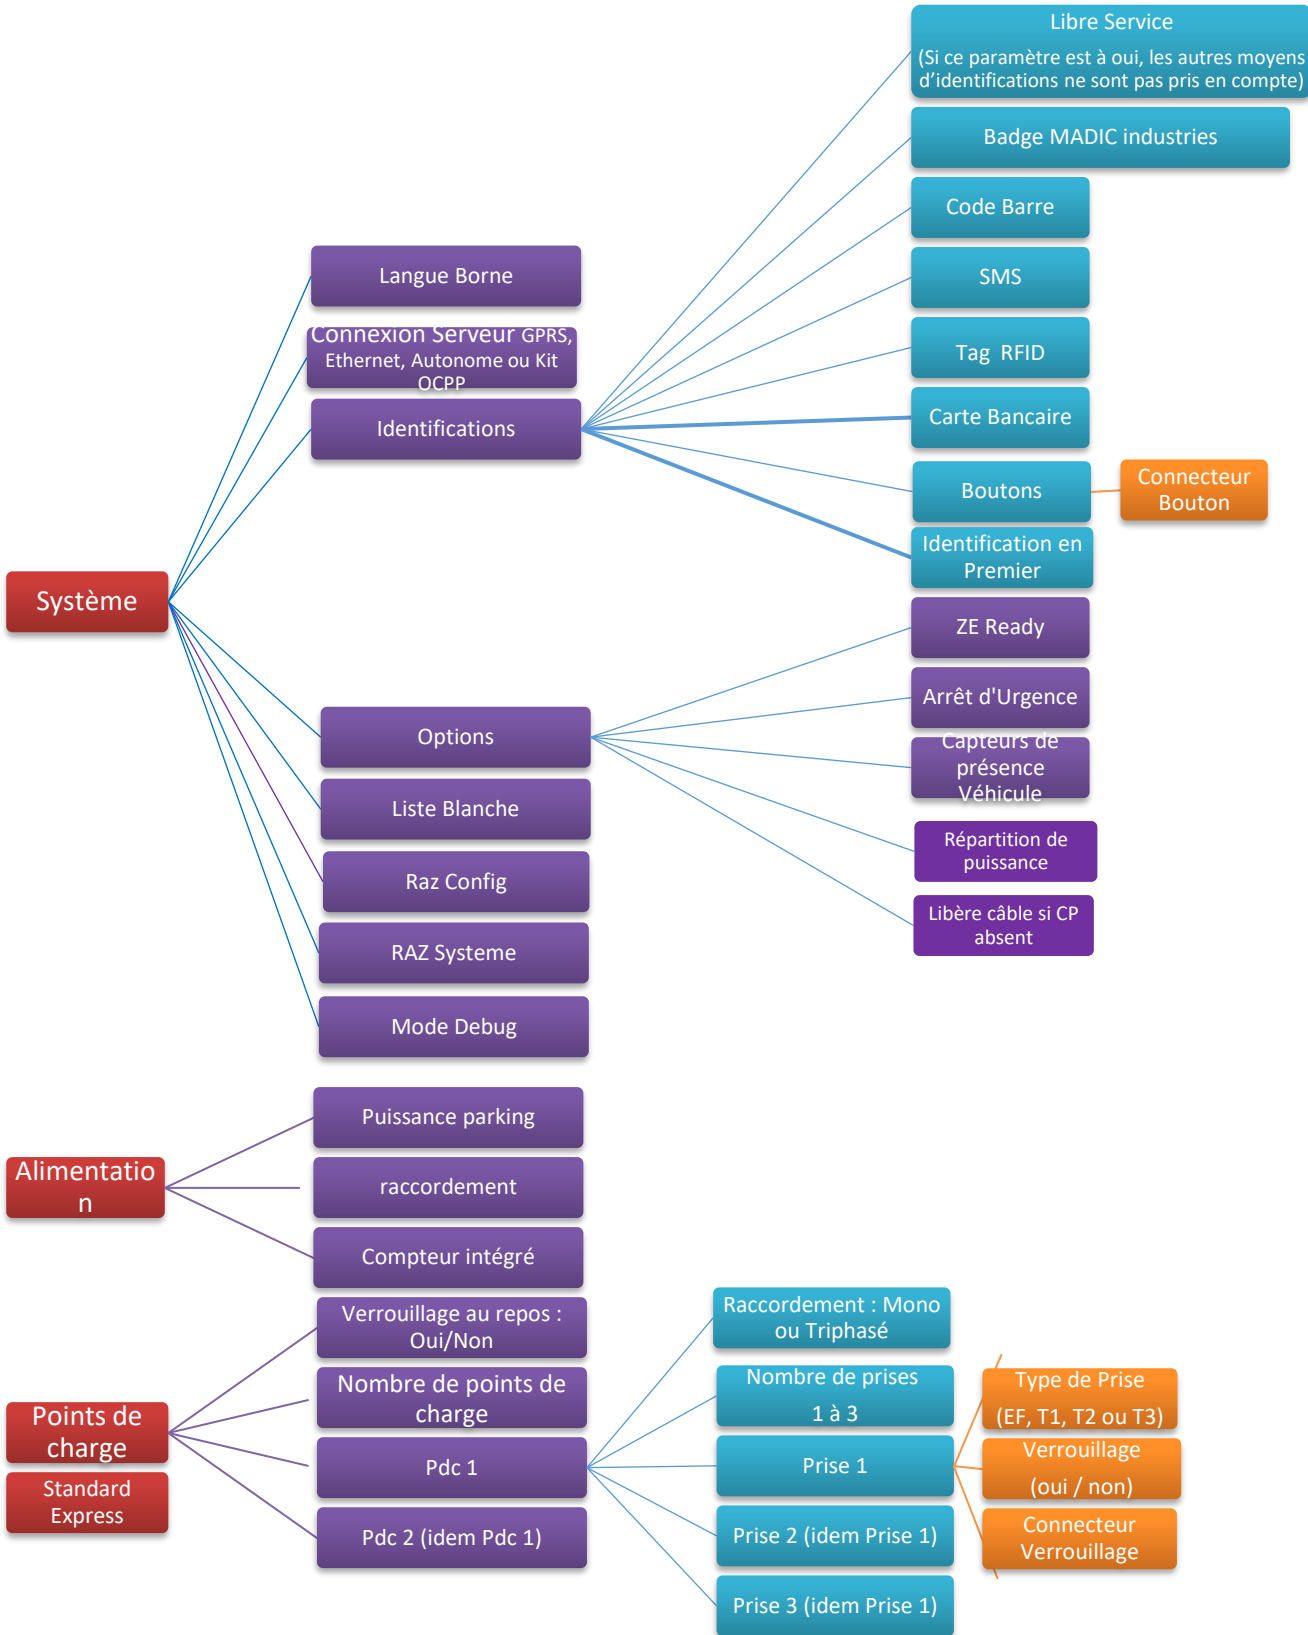 Libre Service
(Si ce paramètre est à oui, les autres moyens
d'identifications ne sont pas pris en compte)
Badge MADIC industries
Code Barre
SMS
Tag RFID
Carte Bancaire
Boutons
Connecteur
Bouton
Identification en
Premier
Langue Borne
Connexion Serveur GPRS,
Ethernet, Autonome ou Kit
OCPP
Identifications
Système
ZE Ready
Arrêt d'Urgence
Capteurs de
présence
Véhicule
Répartition de
puissance
Libère câble si CP
absent
Options
Liste Blanche
Raz Config
RAZ Systeme
Mode Debug
Alimentatio
n
Puissance parking
raccordement
Compteur intégré
Points de
charge
Standard
Express
Verrouillage au repos :
Oui/Non
Nombre de points de
charge
Pdc 1
Pdc 2 (idem Pdc 1)
Raccordement : Mono
ou Triphasé
Nombre de prises
1 à 3
Prise 1
Prise 2 (idem Prise 1)
Prise 3 (idem Prise 1)
Type de Prise
(EF, T1, T2 ou T3)
Verrouillage
(oui / non)
Connecteur
Verrouillage